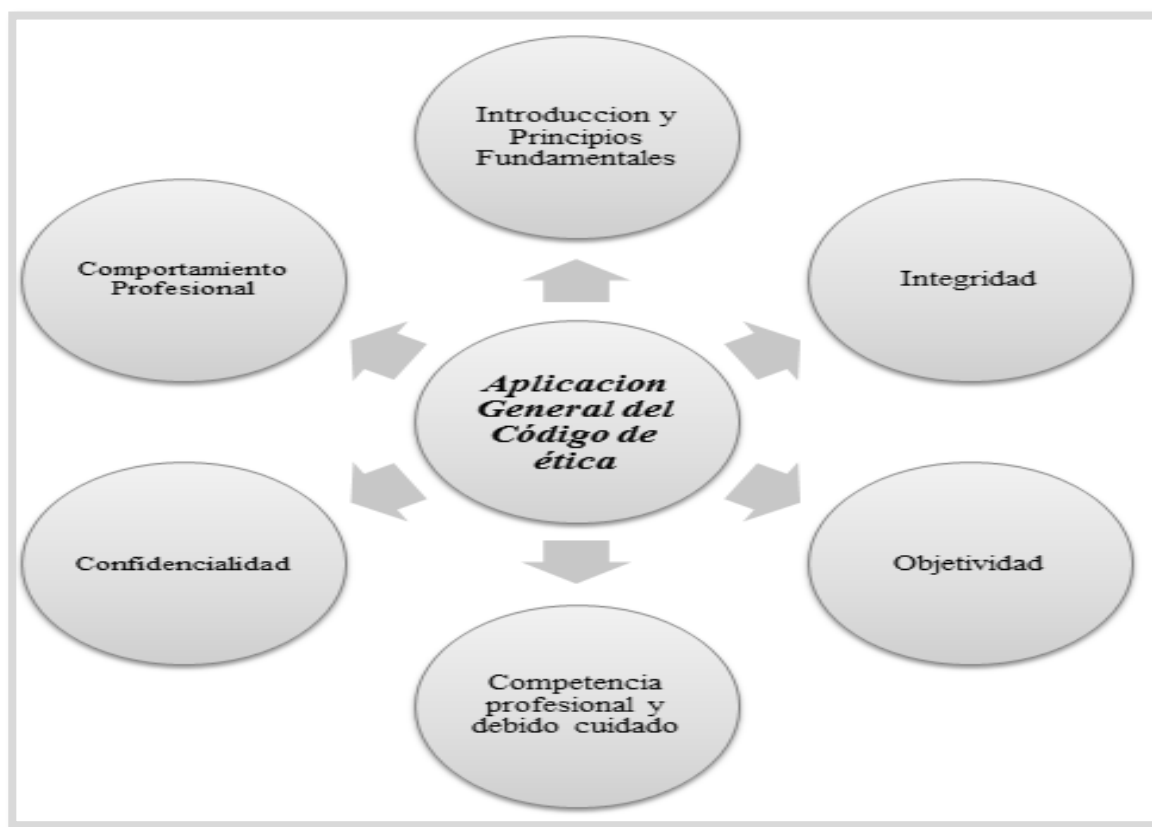 Introduccion y
Principios
Fundamentales
Comportamiento
Profesional
Integridad
Aplicacion
General del
Código de
ética
Confidencialidad
Objetividad
Competencia
profesional y
debido cuidado